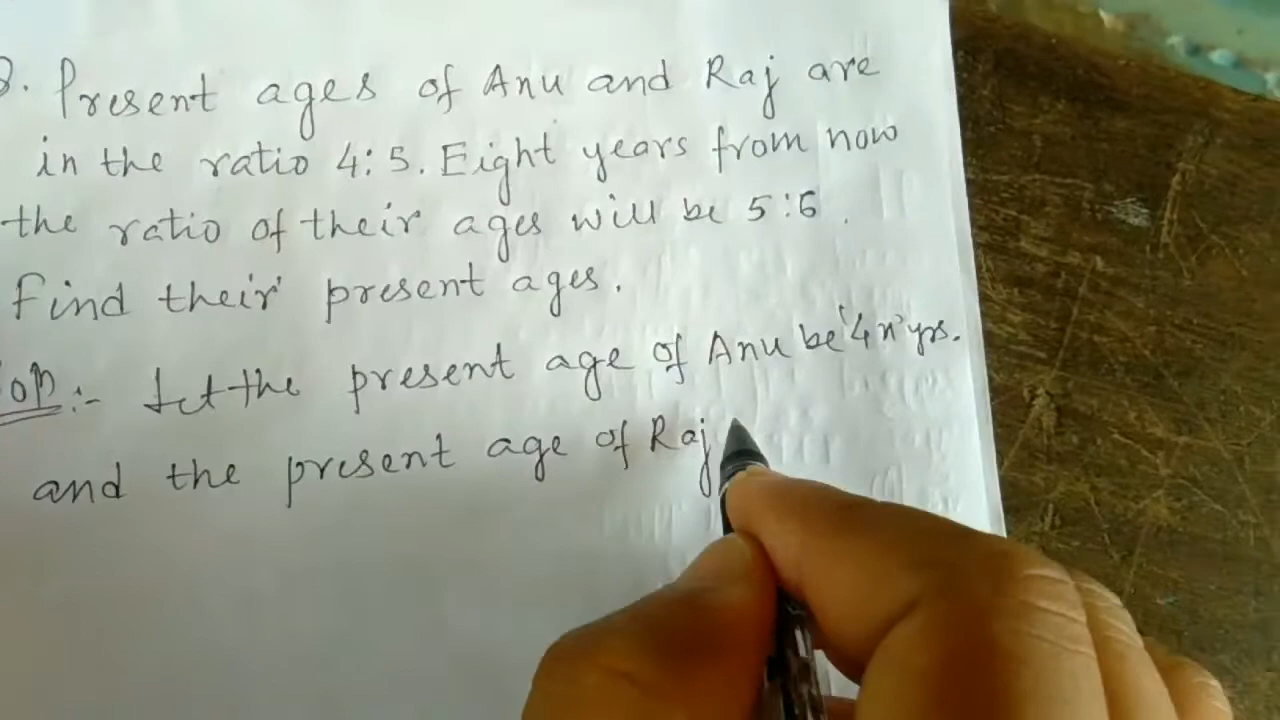 3. Present ages of Anu and Raj are
in the ratio 4:5. Eight years from now
the ratio of their ages will be 5:6.
Find their present ages.
:- Let the present age of Anu be '4x' yrs.
and the present age of Raj